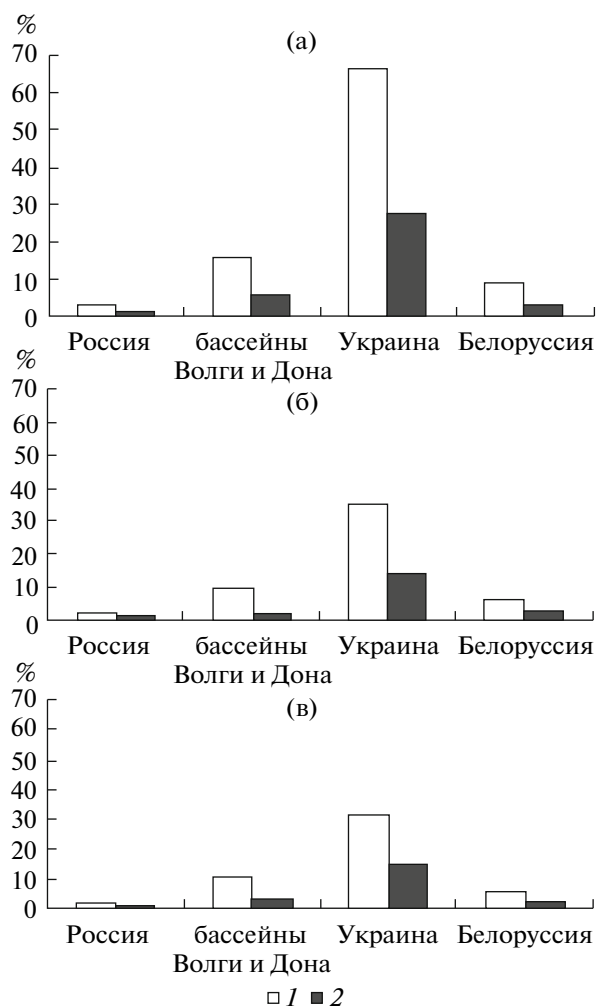 %
(а)
70
60
50
40
30
20
10
0
Россия
бассейны
Волги и Дона
Украина
Белоруссия
(б)
70
60
50
40
30
20
10
0
Россия
бассейны
Волги и Дона
Украина
Белоруссия
%
(в)
70
60
50
40
30
20
10
0
Россия
бассейны
Волги и Дона
Украина
Белоруссия
1 2